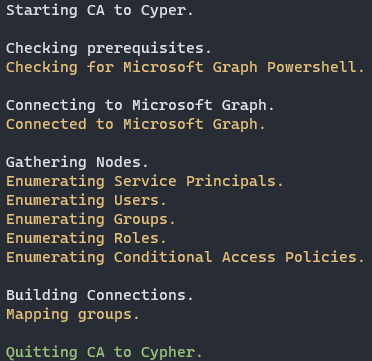 Starting CA to Cyper.
Checking prerequisites.
Checking for Microsoft Graph Powershell.
Connecting to Microsoft Graph.
Connected to Microsoft Graph.
Gathering Nodes.
Enumerating Service Principals.
Enumerating Users.
Enumerating Groups.
Enumerating Roles.
Enumerating Conditional Access Policies.
Building Connections.
Mapping groups.
Quitting CA to Cypher.